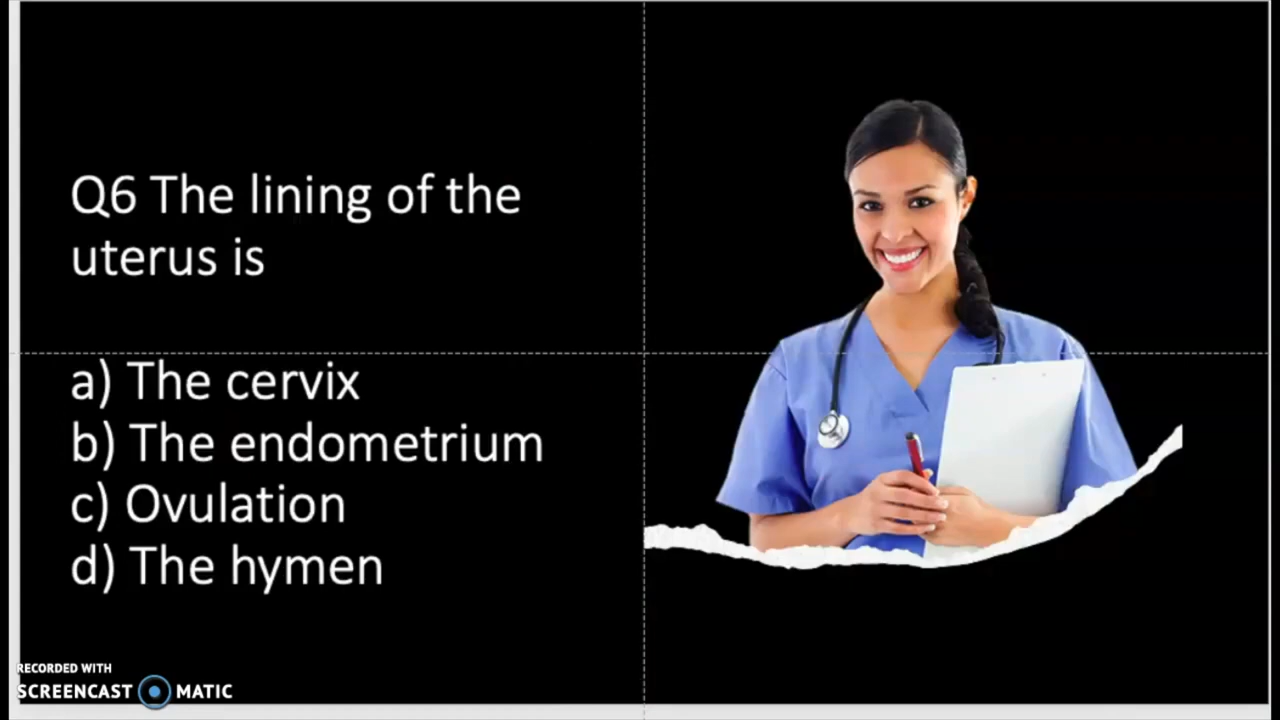 Q6 The lining of the
uterus is
a) The cervix
b) The endometrium
c) Ovulation
d) The hymen
RECORDED WITH
SCREENCAST MATIC